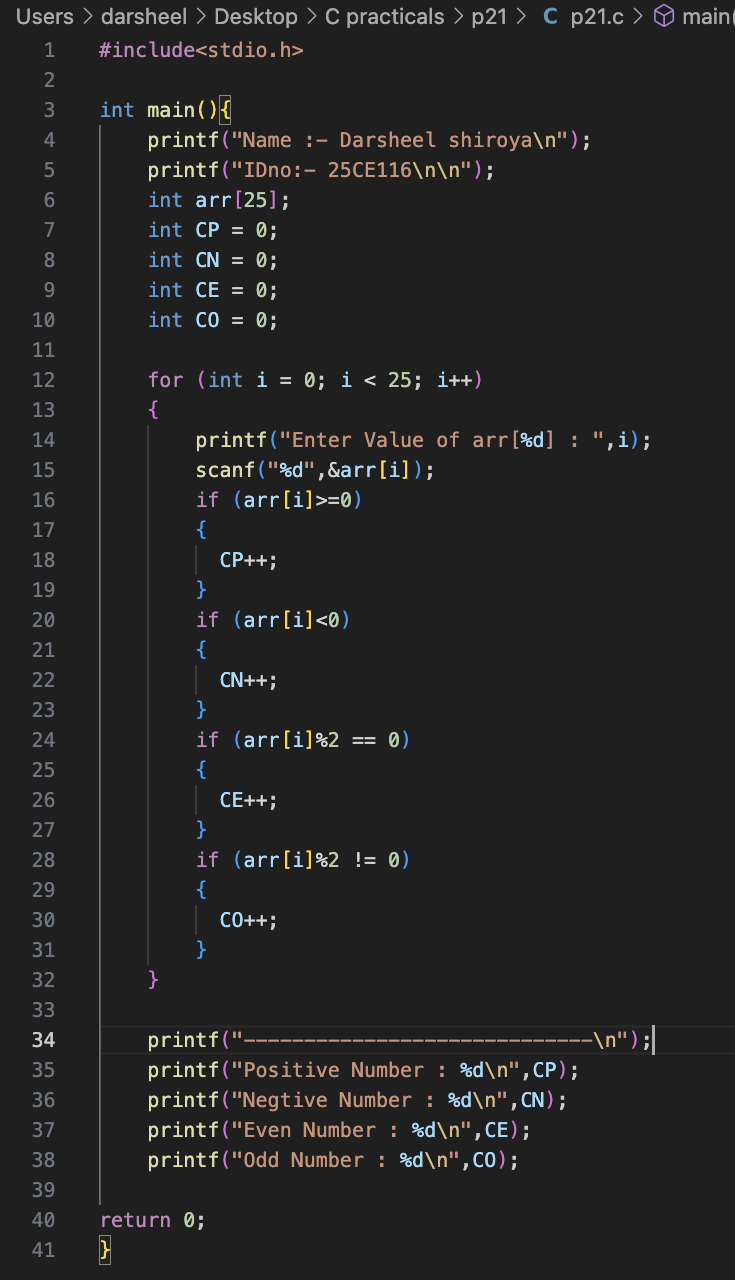 Users > darsheel > Desktop > C practicals > p21 > C p21.c > main(
1 #include<stdio.h>
2
3 int main(){
4     printf("Name :- Darsheel shiroya\n");
5     printf("IDno:- 25CE116\n\n");
6     int arr[25];
7     int CP = 0;
8     int CN = 0;
9     int CE = 0;
10     int CO = 0;
11
12     for (int i = 0; i < 25; i++)
13     {
14         printf("Enter Value of arr[%d] : ",i);
15         scanf("%d",&arr[i]);
16         if (arr[i]>=0)
17         {
18           CP++;
19         }
20         if (arr[i]<0)
21         {
22           CN++;
23         }
24         if (arr[i]%2 == 0)
25         {
26           CE++;
27         }
28         if (arr[i]%2 != 0)
29         {
30           CO++;
31         }
32     }
33
34     printf("-----------------------------\n");
35     printf("Positive Number : %d\n",CP);
36     printf("Negtive Number : %d\n",CN);
37     printf("Even Number : %d\n",CE);
38     printf("Odd Number : %d\n",CO);
39
40 return 0;
41 }